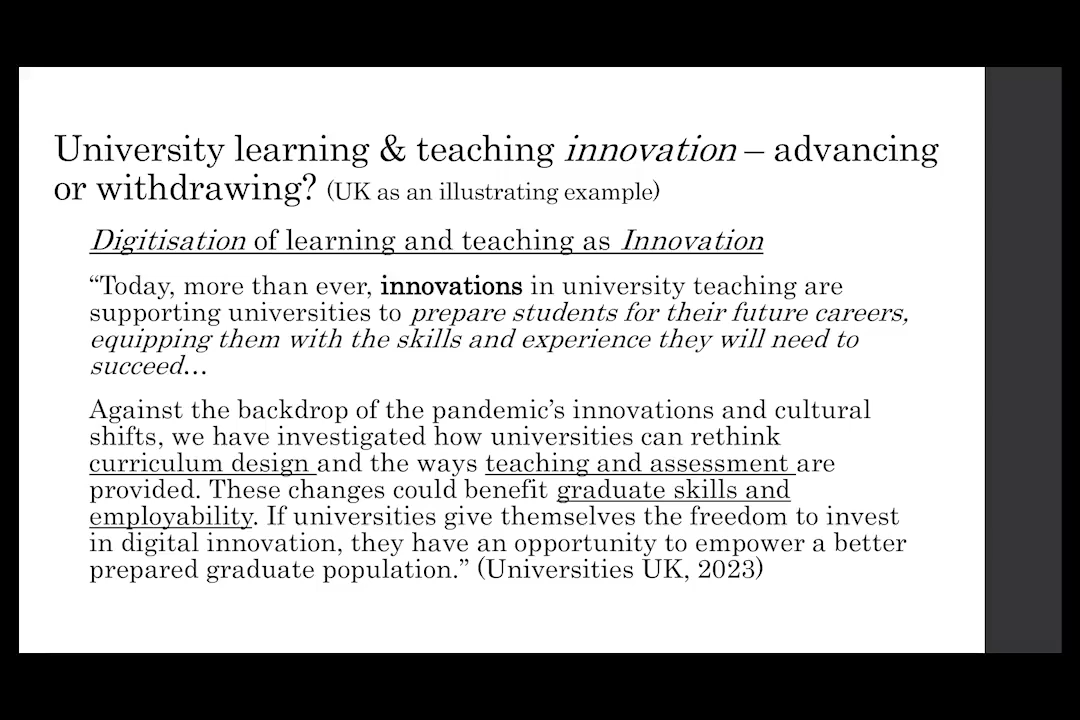 University learning & teaching innovation – advancing
or withdrawing? (UK as an illustrating example)
Digitisation of learning and teaching as Innovation
“Today, more than ever, innovations in university teaching are
supporting universities to prepare students for their future careers,
equipping them with the skills and experience they will need to
succeed…
Against the backdrop of the pandemic’s innovations and cultural
shifts, we have investigated how universities can rethink
curriculum design and the ways teaching and assessment are
provided. These changes could benefit graduate skills and
employability. If universities give themselves the freedom to invest
in digital innovation, they have an opportunity to empower a better
prepared graduate population.” (Universities UK, 2023)